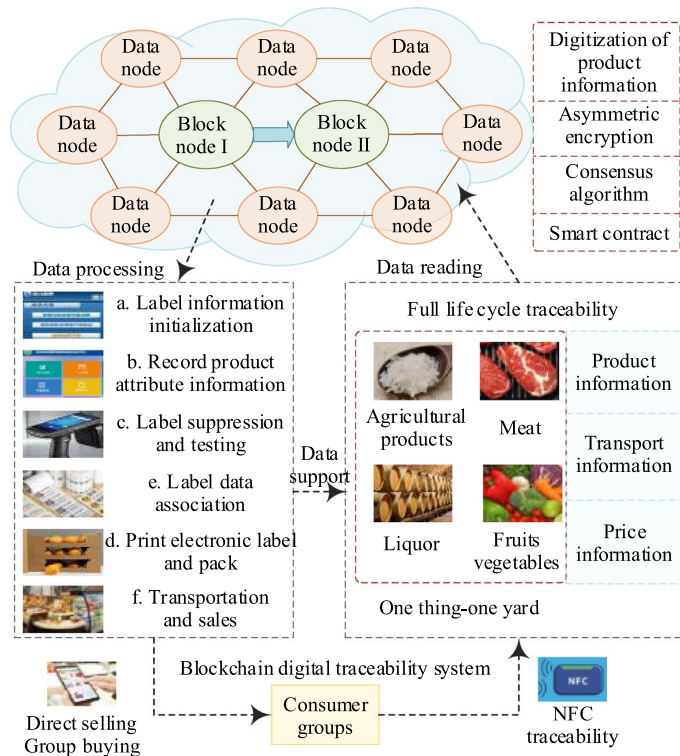 Data
node
Data
node
Data
node
Digitization of
product
information
Data
node
Block
node I
Block
node II
Data
node
Asymmetric
encryption
Consensus
algorithm
Data
node
Data
node
Data
node
Smart contract
Data processing
Data reading
a. Label information
initialization
b. Record product
attribute information
c. Label suppression
and testing
e. Label data
association
d. Print electronic label
and pack
f. Transportation
and sales
Data
support
Full life cycle traceability
Agricultural
products
Meat
Liquor
Fruits
vegetables
Product
information
Transport
information
Price
information
One thing-one yard
Blockchain digital traceability system
Direct selling
Group buying
Consumer
groups
NFC
NFC
traceability